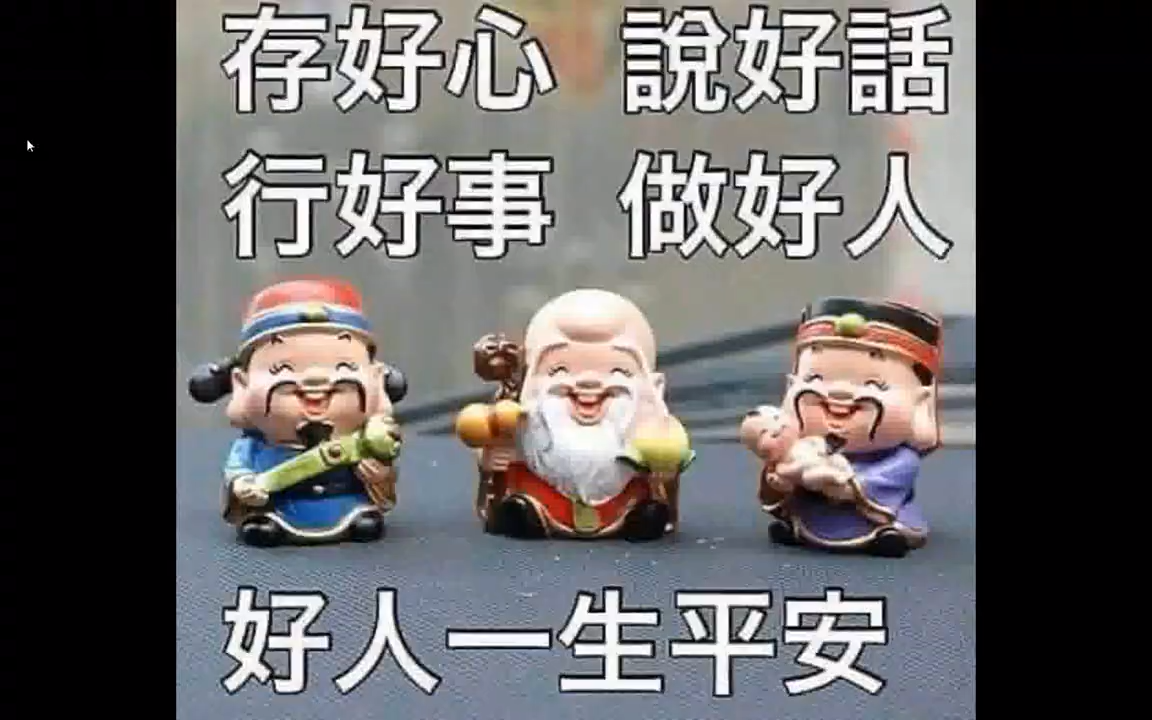 存好心 說好話
行好事 做好人
好人一生平安